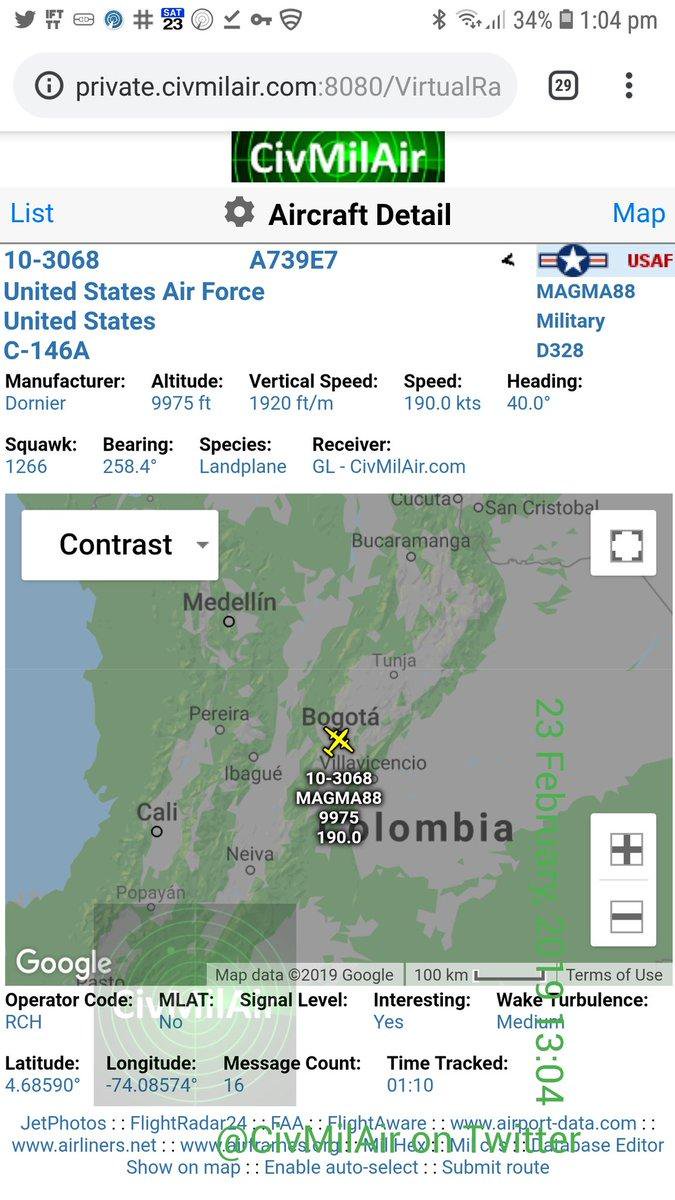 IF
TT
SAT
23
34%
1:04 pm
private.civmilair.com:8080/VirtualRa
29
CivMilAir
List
Aircraft Detail
Map
10-3068 A739E7 USAF
United States Air Force MAGMA88
United States Military
C-146A D328
Manufacturer: Altitude: Vertical Speed: Speed: Heading:
Dornier 9975 ft 1920 ft/m 190.0 kts 40.0°
Squawk: Bearing: Species: Receiver:
1266 258.4° Landplane GL - CivMilAir.com
Contrast
Cúcuta
San Cristobal
Bucaramanga
Medellín
Tunja
Pereira
Bogotá
Ibagué
Villavicencio
10-3068
MAGMA88
9975
190.0
Colombia
Cali
Neiva
Popayán
Pasto
Google
Map data ©2019 Google
100 km
Terms of Use
23 February, 2019 13:04
CivMilAir
Operator Code: MLAT: Signal Level: Interesting: Wake Turbulence:
RCH No Yes Medium
Latitude: Longitude: Message Count: Time Tracked:
4.68590° -74.08574° 16 01:10
JetPhotos :: FlightRadar24 :: FAA :: FlightAware :: www.airport-data.com ::
www.airliners.net :: www.airframes.org :: Mil Hex :: Mil c/s :: Database Editor
@CivMilAir on Twitter
Show on map :: Enable auto-select :: Submit route